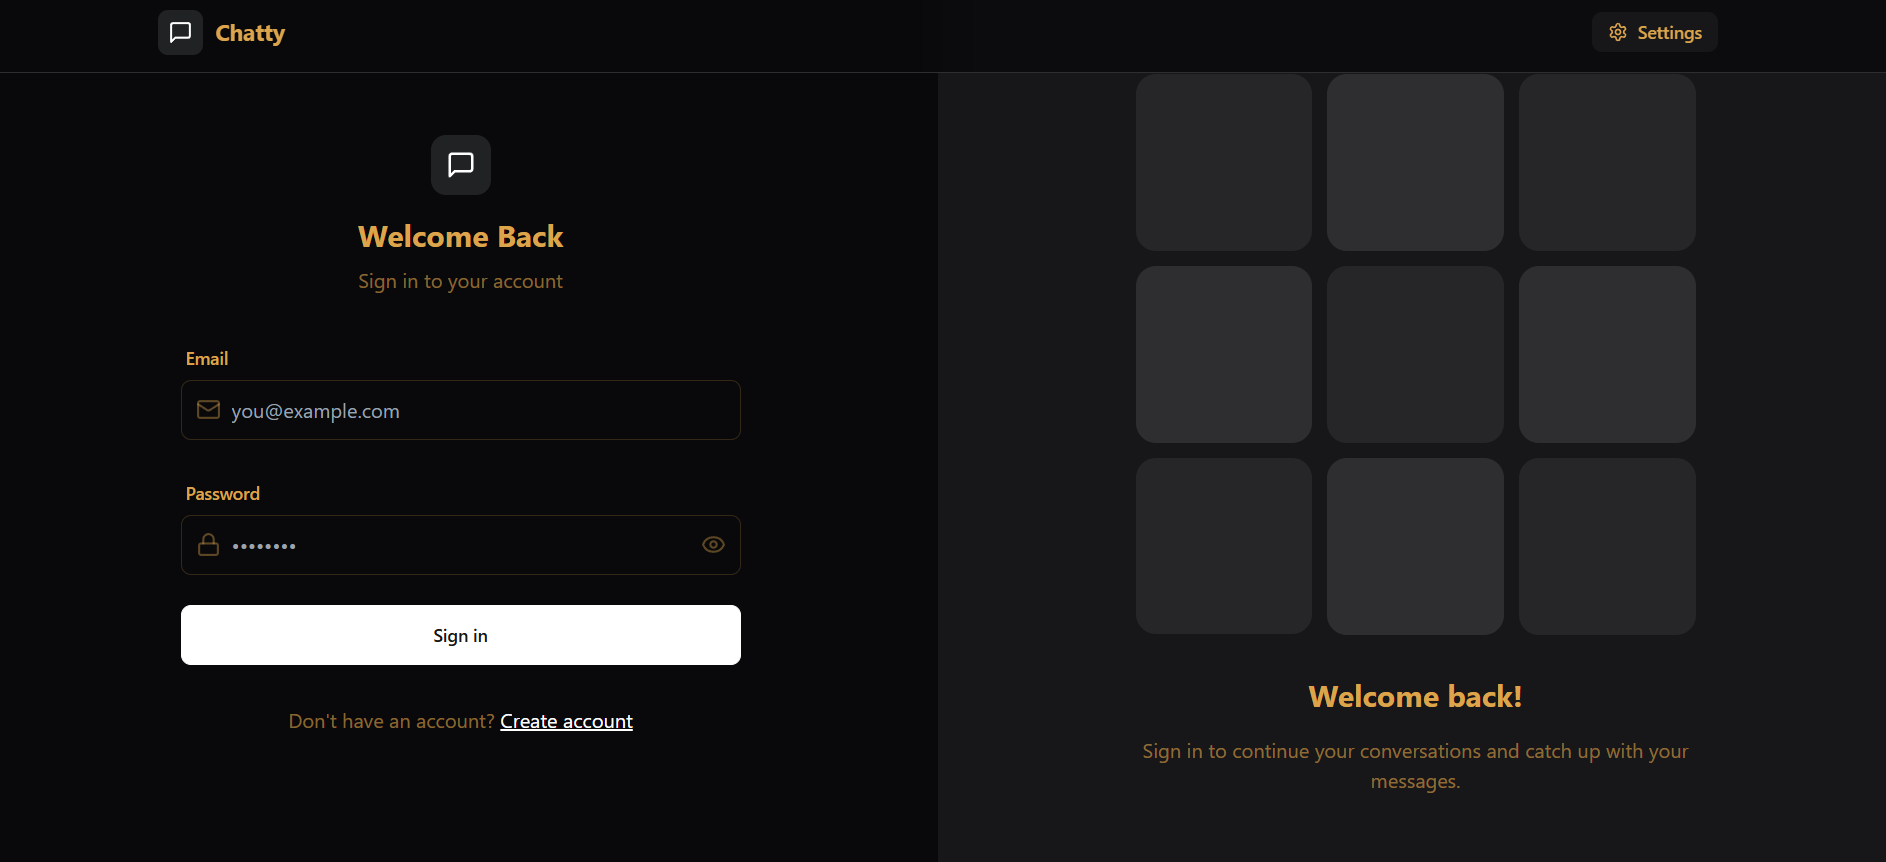 Chatty
Settings
Welcome Back
Sign in to your account
Email
you@example.com
Password
••••••••
Sign in
Don't have an account? Create account
Welcome back!
Sign in to continue your conversations and catch up with your
messages.